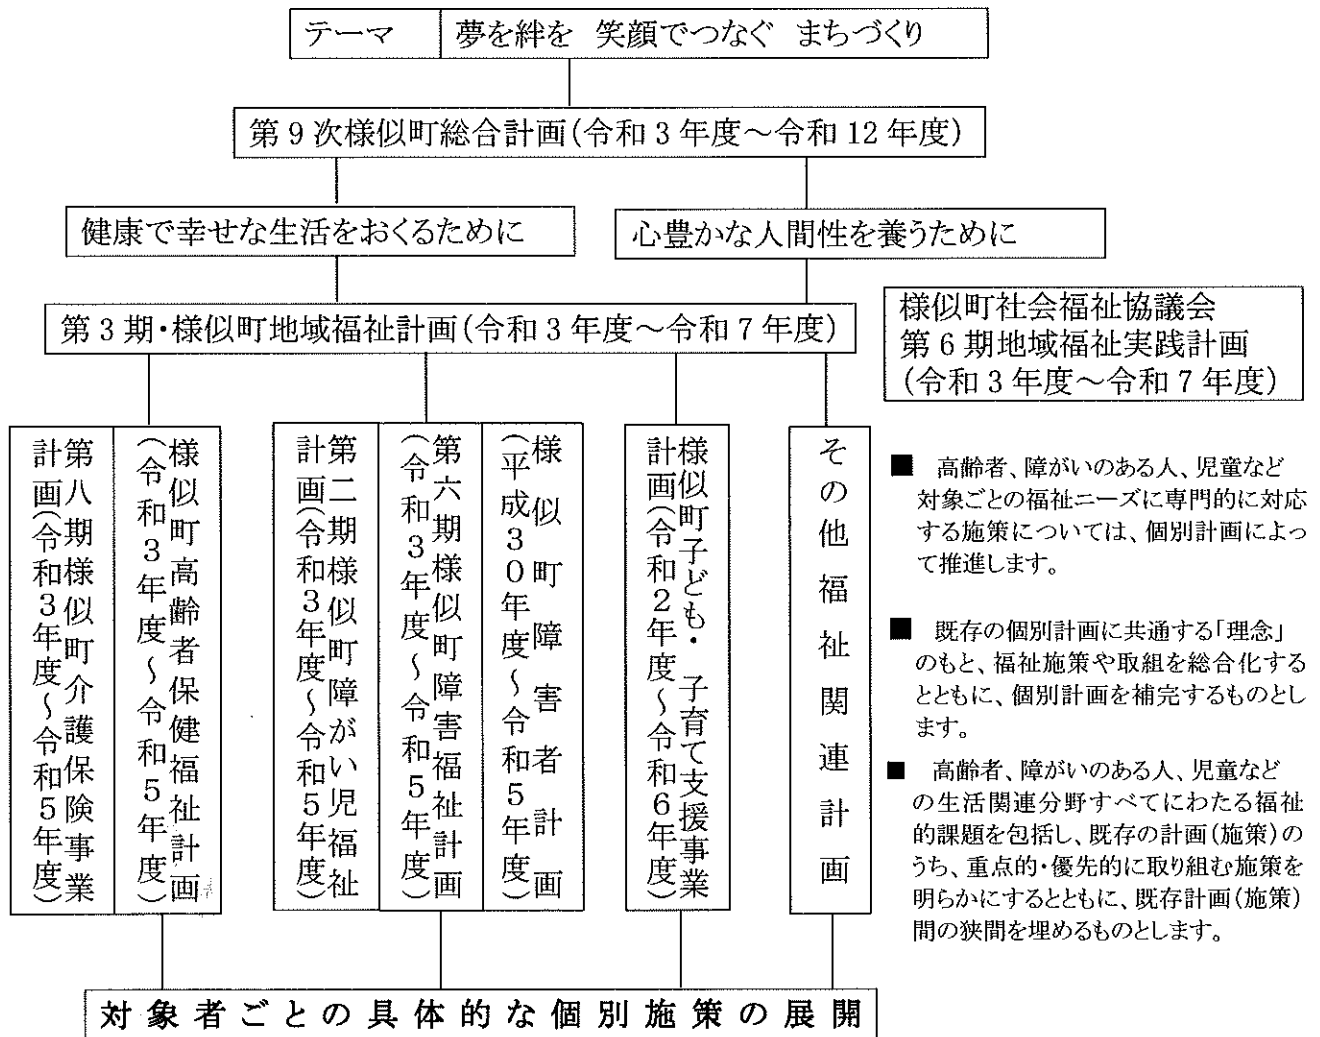 テーマ　夢を絆を 笑顔でつなぐ まちづくり
第9次様似町総合計画(令和3年度～令和12年度)
健康で幸せな生活をおくるために
心豊かな人間性を養うために
第3期・様似町地域福祉計画(令和3年度～令和7年度)
様似町社会福祉協議会
第6期地域福祉実践計画
(令和3年度～令和7年度)
様似町高齢者保健福祉計画
(令和3年度～令和5年度)
第八期様似町介護保険事業
計画(令和3年度～令和5年度)
様似町障害者計画
(平成30年度～令和5年度)
第六期様似町障害福祉計画
(令和3年度～令和5年度)
第二期様似町障がい児福祉
計画(令和3年度～令和5年度)
様似町子ども・子育て支援事業
計画(令和2年度～令和6年度)
その他福祉関連計画
■ 高齢者、障がいのある人、児童など
対象ごとの福祉ニーズに専門的に対応
する施策については、個別計画によっ
て推進します。
■ 既存の個別計画に共通する「理念」
のもと、福祉施策や取組を総合化する
とともに、個別計画を補完するものとし
ます。
■ 高齢者、障がいのある人、児童など
の生活関連分野すべてにわたる福祉
的課題を包括し、既存の計画(施策)の
うち、重点的・優先的に取り組む施策を
明らかにするとともに、既存計画(施策)
間の狭間を埋めるものとします。
対象者ごとの具体的な個別施策の展開